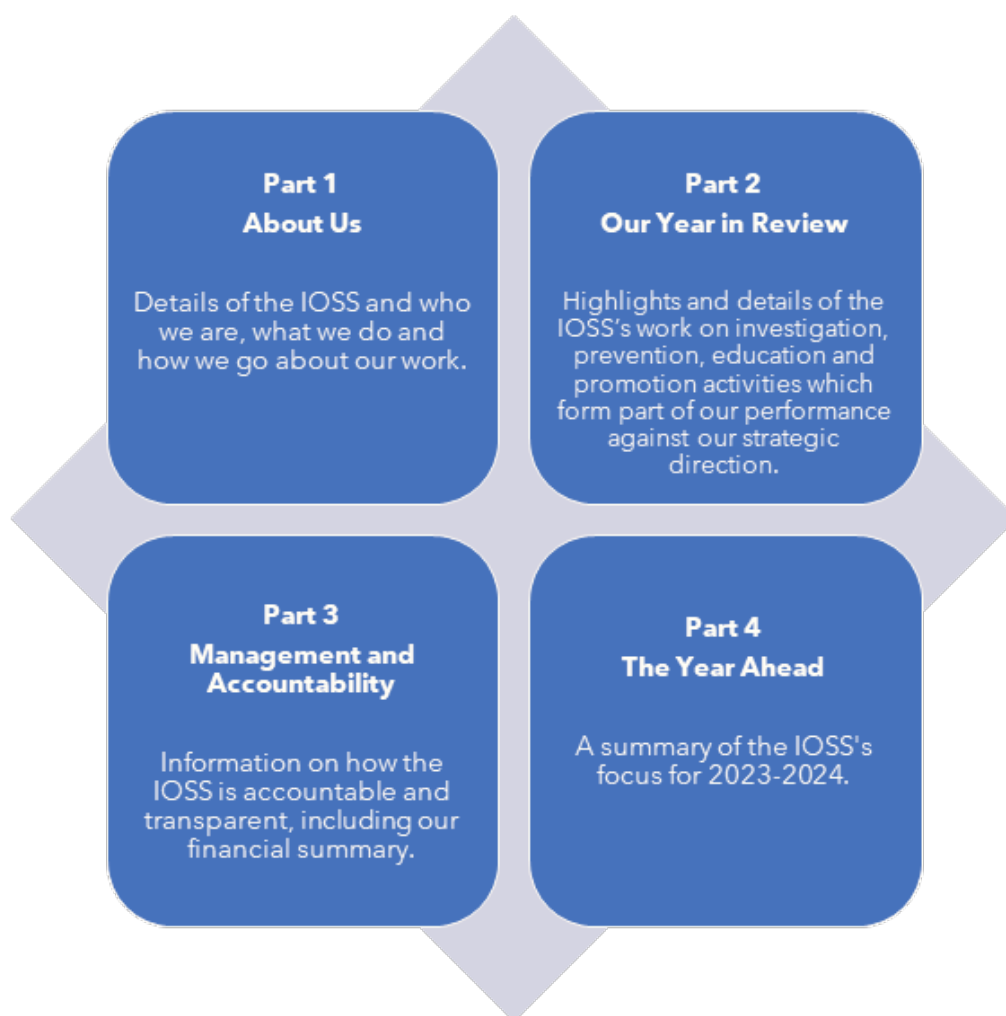 Part 1
About Us
Details of the IOSS and who
we are, what we do and
how we go about our work.
Part 2
Our Year in Review
Highlights and details of the
IOSS's work on investigation,
prevention, education and
promotion activities which
form part of our performance
against our strategic
direction.
Part 3
Management and
Accountability
Information on how the
IOSS is accountable and
transparent, including our
financial summary.
Part 4
The Year Ahead
A summary of the IOSS's
focus for 2023-2024.